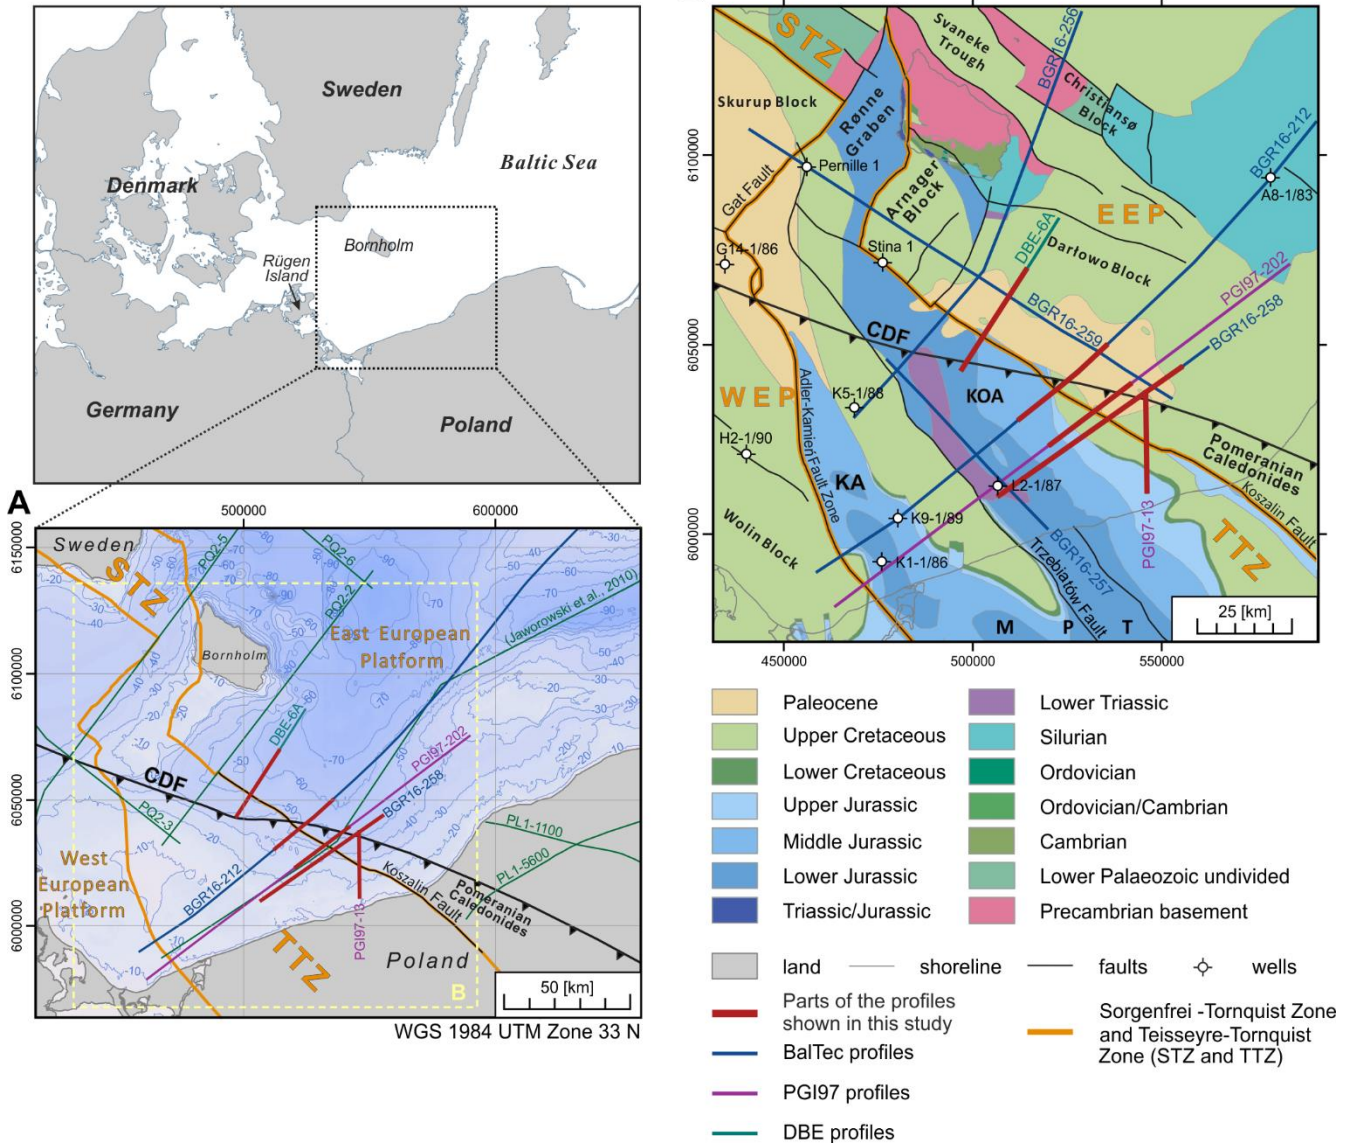 Sweden
Baltic Sea
Denmark
Bornholm
Rügen
Island
Germany
Poland
A
500000
600000
6150000
6100000
6050000
6000000
Sweden
STZ
PQ2-5
PQ2-6
PQ2-2
(Jaworowski et al., 2010)
East European
Platform
Bornholm
DBE-6A
PGI97-202
BGR16-258
CDF
PQ2-3
West
European
Platform
BGR16-212
PL1-1100
PL1-5600
Koszalin Fault
Pomeranian
Caledonides
PGI97-13
TTZ
Poland
B
50 [km]
WGS 1984 UTM Zone 33 N
STZ
Svaneke
Trough
BGR16-256
Christiansø
Block
Skurup Block
Rønne
Graben
BGR16-212
6100000
Pernille 1
A8-1/83
Gat Fault
Arnager
Block
EEP
G14-1/86
Stina 1
DBE-6A
Darłowo Block
PGI97-202
BGR16-259
BGR16-258
6050000
CDF
WEP
Adler-Kamień Fault Zone
K5-1/88
KOA
H2-1/90
Pomeranian
Caledonides
Koszalin Fault
KA
L2-1/87
PGI97-13
K9-1/89
Wolin Block
6000000
K1-1/86
Trzebiatów Fault
BGR16-257
TTZ
M P T
25 [km]
450000
500000
550000
Paleocene
Upper Cretaceous
Lower Cretaceous
Upper Jurassic
Middle Jurassic
Lower Jurassic
Triassic/Jurassic
Lower Triassic
Silurian
Ordovician
Ordovician/Cambrian
Cambrian
Lower Palaeozoic undivided
Precambrian basement
land
shoreline
faults
wells
Parts of the profiles
shown in this study
BalTec profiles
PGI97 profiles
DBE profiles
Sorgenfrei -Tornquist Zone
and Teisseyre-Tornquist
Zone (STZ and TTZ)